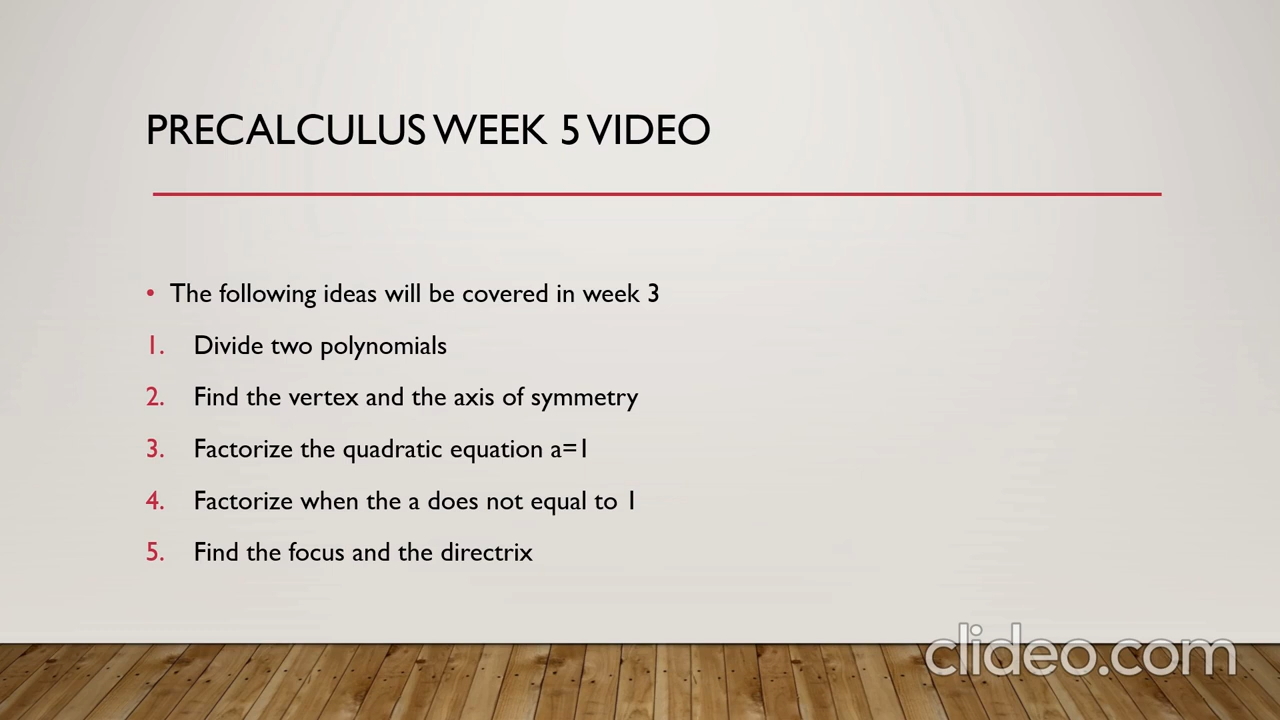 PRECALCULUS WEEK 5 VIDEO
• The following ideas will be covered in week 3
1. Divide two polynomials
2. Find the vertex and the axis of symmetry
3. Factorize the quadratic equation a=1
4. Factorize when the a does not equal to 1
5. Find the focus and the directrix
clideo.com